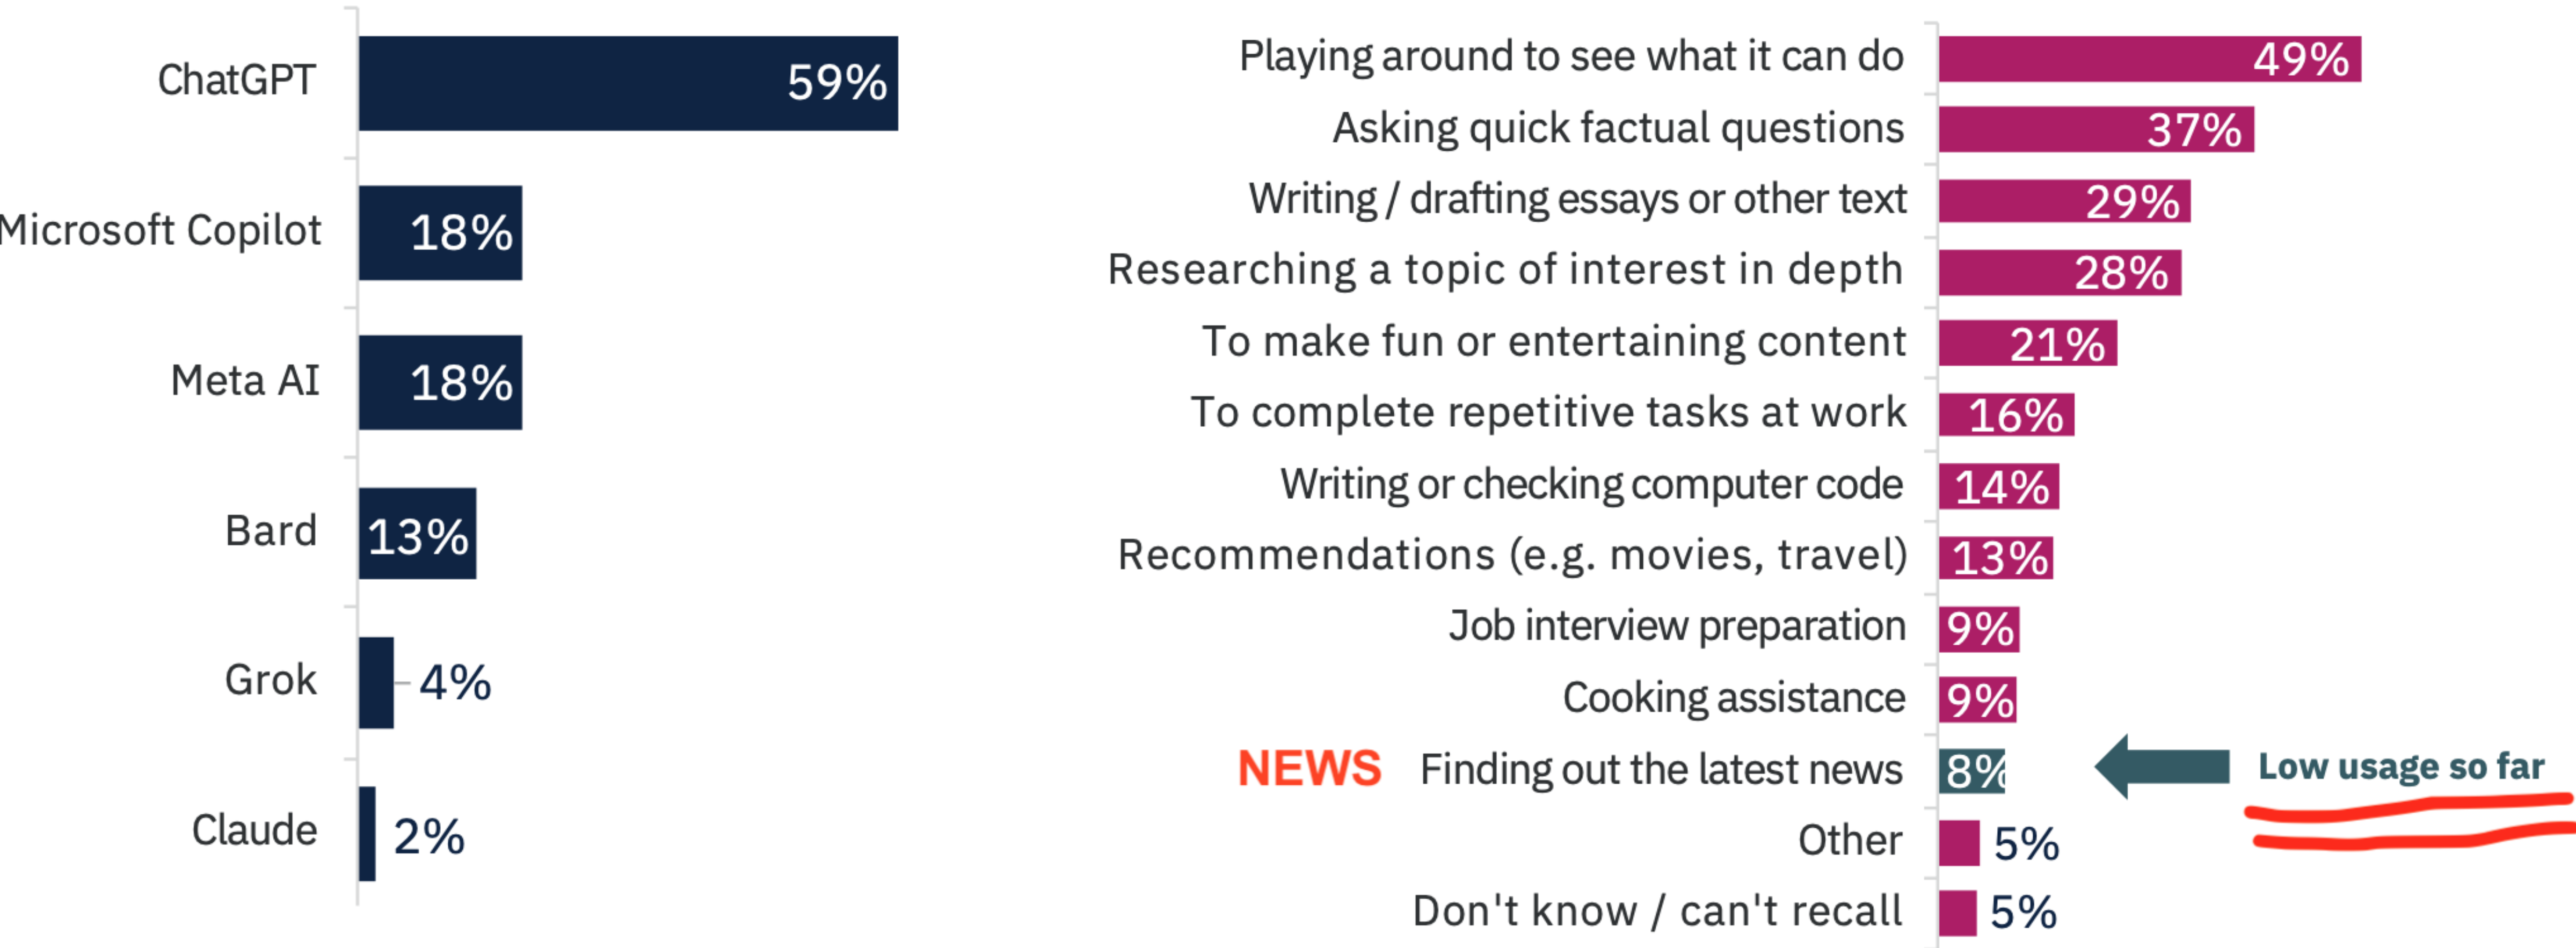 ChatGPT 59%
Microsoft Copilot 18%
Meta AI 18%
Bard 13%
Grok 4%
Claude 2%
Playing around to see what it can do 49%
Asking quick factual questions 37%
Writing / drafting essays or other text 29%
Researching a topic of interest in depth 28%
To make fun or entertaining content 21%
To complete repetitive tasks at work 16%
Writing or checking computer code 14%
Recommendations (e.g. movies, travel) 13%
Job interview preparation 9%
Cooking assistance 9%
NEWS Finding out the latest news 8% Low usage so far
Other 5%
Don't know / can't recall 5%